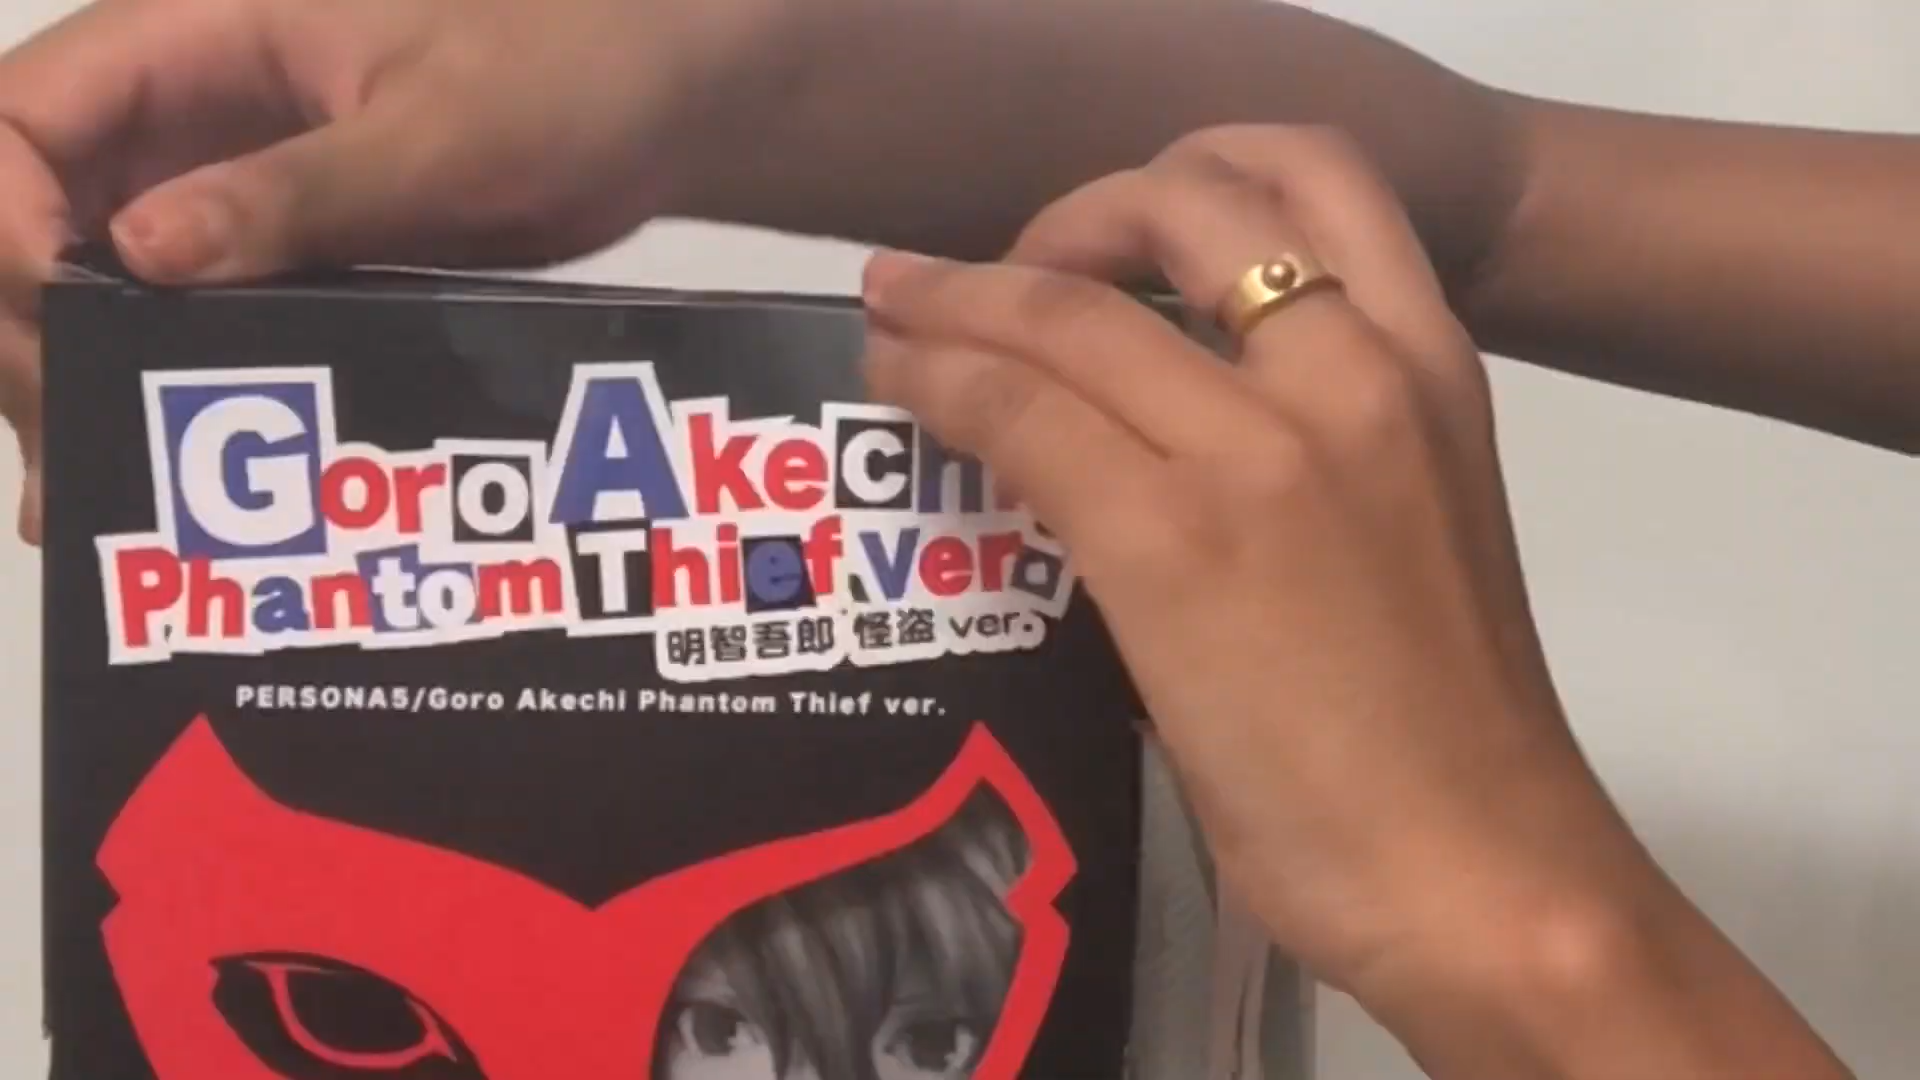 Goro Akechi
Phantom Thief ver.
明智吾郎 怪盗 ver.
PERSONA5/Goro Akechi Phantom Thief ver.